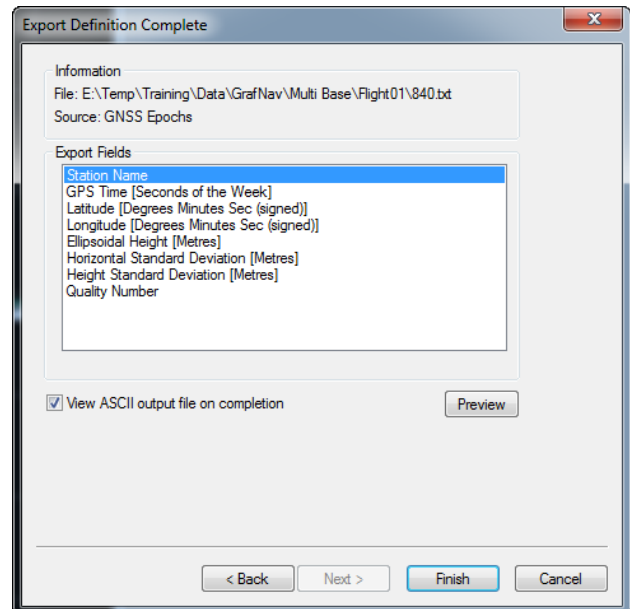 Export Definition Complete
Information
File: E:\Temp\Training\Data\GrafNav\Multi Base\Flight01\840.txt
Source: GNSS Epochs
Export Fields
Station Name
GPS Time [Seconds of the Week]
Latitude [Degrees Minutes Sec (signed)]
Longitude [Degrees Minutes Sec (signed)]
Ellipsoidal Height [Metres]
Horizontal Standard Deviation [Metres]
Height Standard Deviation [Metres]
Quality Number
View ASCII output file on completion
Preview
< Back
Next >
Finish
Cancel